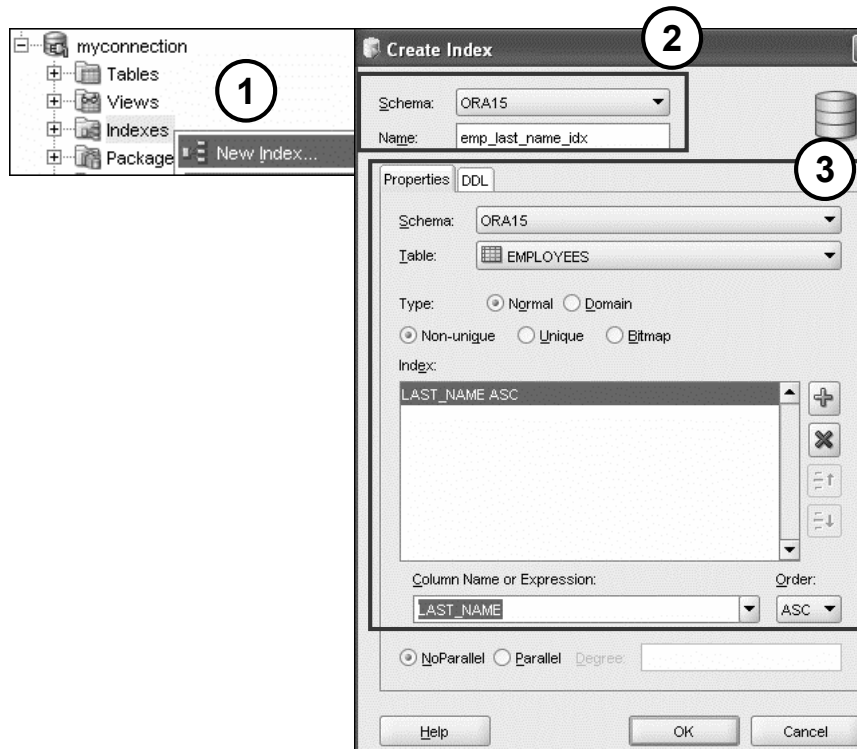 myconnection
Tables
Views
Indexes
Package
New Index...
1
2
Create Index
Schema: ORA15
Name: emp_last_name_idx
3
Properties DDL
Schema: ORA15
Table: EMPLOYEES
Type: Normal Domain
Non-unique Unique Bitmap
Index:
LAST_NAME ASC
Column Name or Expression: Order:
LAST_NAME ASC
NoParallel Parallel Degree:
Help OK Cancel